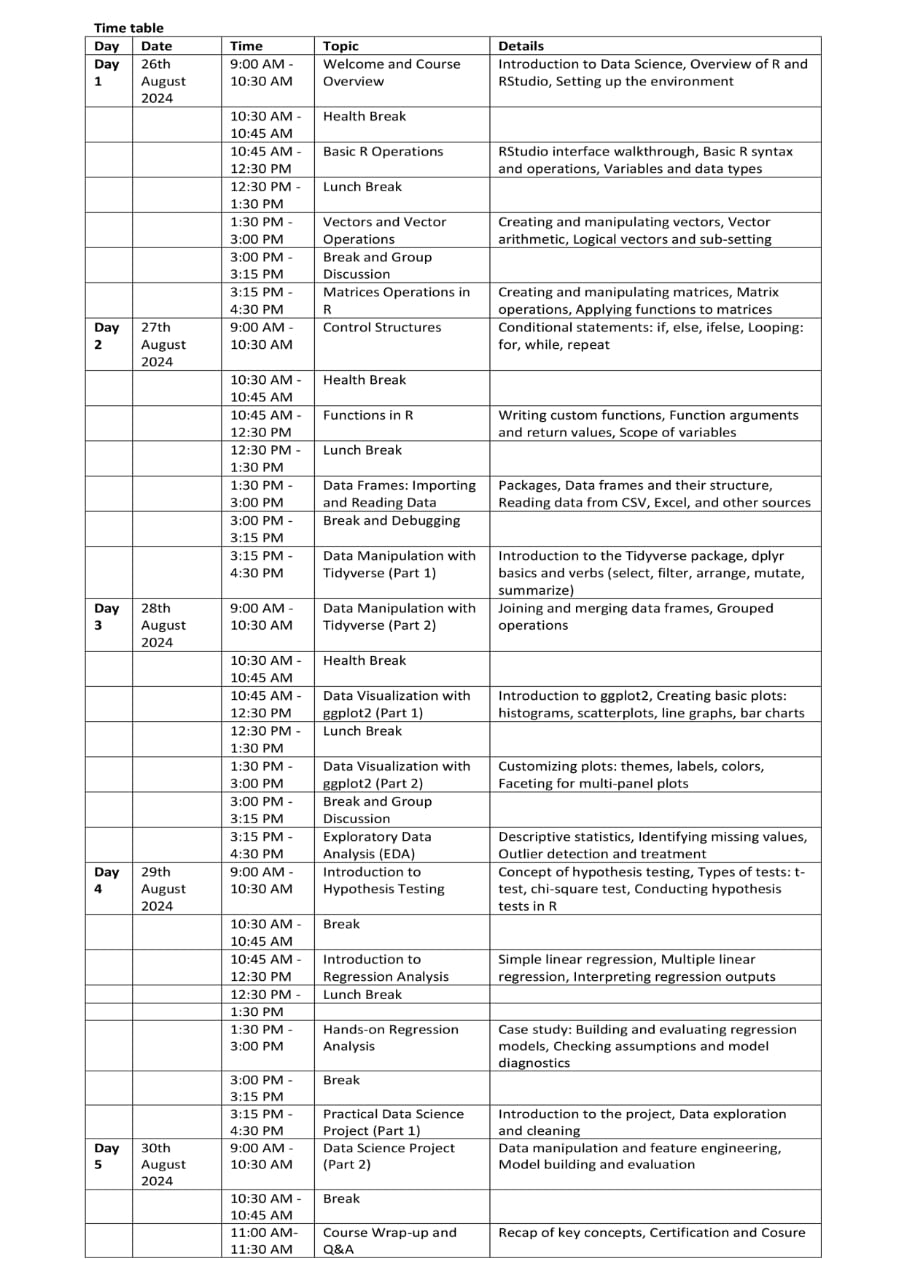 Time table
Day Date Time Topic Details
Day 26th 9:00 AM - Welcome and Course Introduction to Data Science, Overview of R and
1 August 10:30 AM Overview RStudio, Setting up the environment
2024
10:30 AM - Health Break
10:45 AM
10:45 AM - Basic R Operations RStudio interface walkthrough, Basic R syntax
12:30 PM and operations, Variables and data types
12:30 PM - Lunch Break
1:30 PM
1:30 PM - Vectors and Vector Creating and manipulating vectors, Vector
3:00 PM Operations arithmetic, Logical vectors and sub-setting
3:00 PM - Break and Group
3:15 PM Discussion
3:15 PM - Matrices Operations in Creating and manipulating matrices, Matrix
4:30 PM R operations, Applying functions to matrices
Day 27th 9:00 AM - Control Structures Conditional statements: if, else, ifelse, Looping:
2 August 10:30 AM for, while, repeat
2024
10:30 AM - Health Break
10:45 AM
10:45 AM - Functions in R Writing custom functions, Function arguments
12:30 PM and return values, Scope of variables
12:30 PM - Lunch Break
1:30 PM
1:30 PM - Data Frames: Importing Packages, Data frames and their structure,
3:00 PM and Reading Data Reading data from CSV, Excel, and other sources
3:00 PM - Break and Debugging
3:15 PM
3:15 PM - Data Manipulation with Introduction to the Tidyverse package, dplyr
4:30 PM Tidyverse (Part 1) basics and verbs (select, filter, arrange, mutate,
summarize)
Day 28th 9:00 AM - Data Manipulation with Joining and merging data frames, Grouped
3 August 10:30 AM Tidyverse (Part 2) operations
2024
10:30 AM - Health Break
10:45 AM
10:45 AM - Data Visualization with Introduction to ggplot2, Creating basic plots:
12:30 PM ggplot2 (Part 1) histograms, scatterplots, line graphs, bar charts
12:30 PM - Lunch Break
1:30 PM
1:30 PM - Data Visualization with Customizing plots: themes, labels, colors,
3:00 PM ggplot2 (Part 2) Faceting for multi-panel plots
3:00 PM - Break and Group
3:15 PM Discussion
3:15 PM - Exploratory Data Descriptive statistics, Identifying missing values,
4:30 PM Analysis (EDA) Outlier detection and treatment
Day 29th 9:00 AM - Introduction to Concept of hypothesis testing, Types of tests: t-
4 August 10:30 AM Hypothesis Testing test, chi-square test, Conducting hypothesis
2024 tests in R
10:30 AM - Break
10:45 AM
10:45 AM - Introduction to Simple linear regression, Multiple linear
12:30 PM Regression Analysis regression, Interpreting regression outputs
12:30 PM - Lunch Break
1:30 PM
1:30 PM - Hands-on Regression Case study: Building and evaluating regression
3:00 PM Analysis models, Checking assumptions and model
diagnostics
3:00 PM - Break
3:15 PM
3:15 PM - Practical Data Science Introduction to the project, Data exploration
4:30 PM Project (Part 1) and cleaning
Day 30th 9:00 AM - Data Science Project Data manipulation and feature engineering,
5 August 10:30 AM (Part 2) Model building and evaluation
2024
10:30 AM - Break
10:45 AM
11:00 AM- Course Wrap-up and Recap of key concepts, Certification and Cosure
11:30 AM Q&A